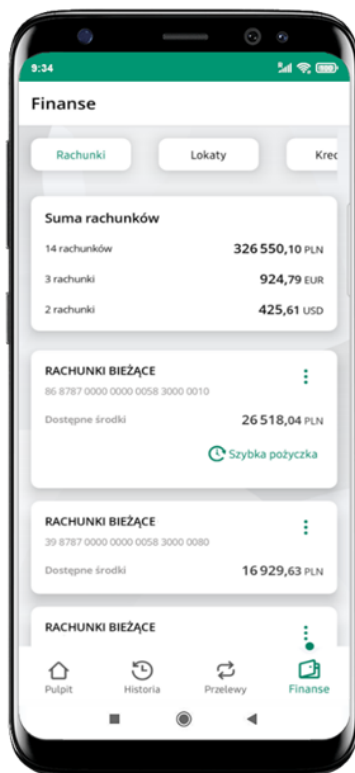 9:34
Finanse
Rachunki Lokaty Kred
Suma rachunków
14 rachunków 326 550,10 PLN
3 rachunki 924,79 EUR
2 rachunki 425,61 USD
RACHUNKI BIEŻĄCE
86 8787 0000 0000 0058 3000 0010
Dostępne środki 26 518,04 PLN
Szybka pożyczka
RACHUNKI BIEŻĄCE
39 8787 0000 0000 0058 3000 0080
Dostępne środki 16 929,63 PLN
RACHUNKI BIEŻĄCE
Pulpit Historia Przelewy Finanse